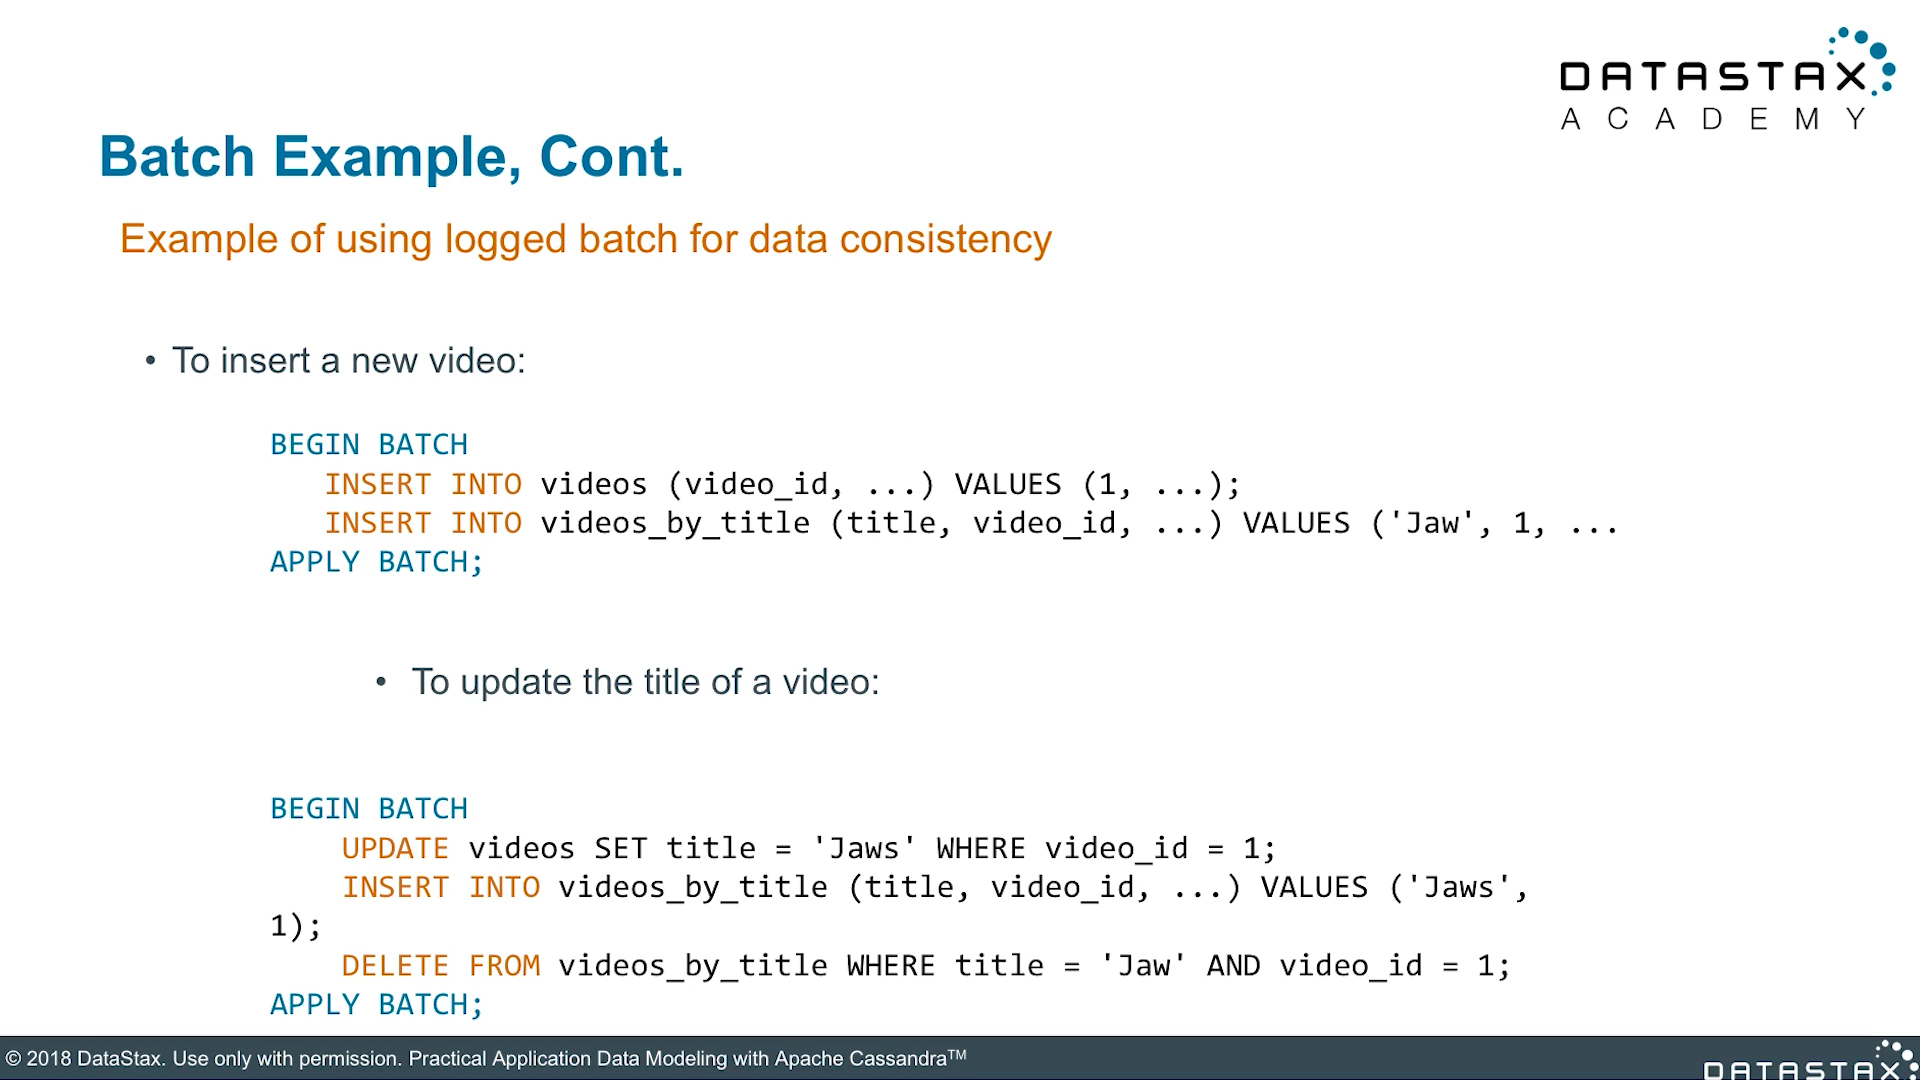 DATASTAX
ACADEMY
Batch Example, Cont.
Example of using logged batch for data consistency
• To insert a new video:
BEGIN BATCH
INSERT INTO videos (video_id, ...) VALUES (1, ...);
INSERT INTO videos_by_title (title, video_id, ...) VALUES ('Jaw', 1, ...
APPLY BATCH;
• To update the title of a video:
BEGIN BATCH
UPDATE videos SET title = 'Jaws' WHERE video_id = 1;
INSERT INTO videos_by_title (title, video_id, ...) VALUES ('Jaws',
1);
DELETE FROM videos_by_title WHERE title = 'Jaw' AND video_id = 1;
APPLY BATCH;
© 2018 DataStax. Use only with permission. Practical Application Data Modeling with Apache Cassandra™
DATASTAX